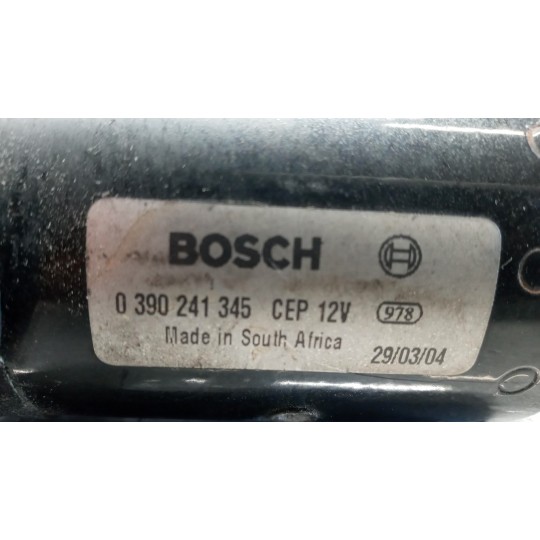 BOSCH
0 390 241 345 CEP 12V 978
Made in South Africa
29/03/04